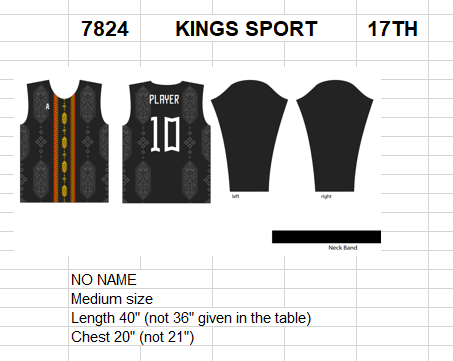 7824 KINGS SPORT 17TH
A
PLAYER
10
left right
Neck Band
NO NAME
Medium size
Length 40" (not 36" given in the table)
Chest 20" (not 21")